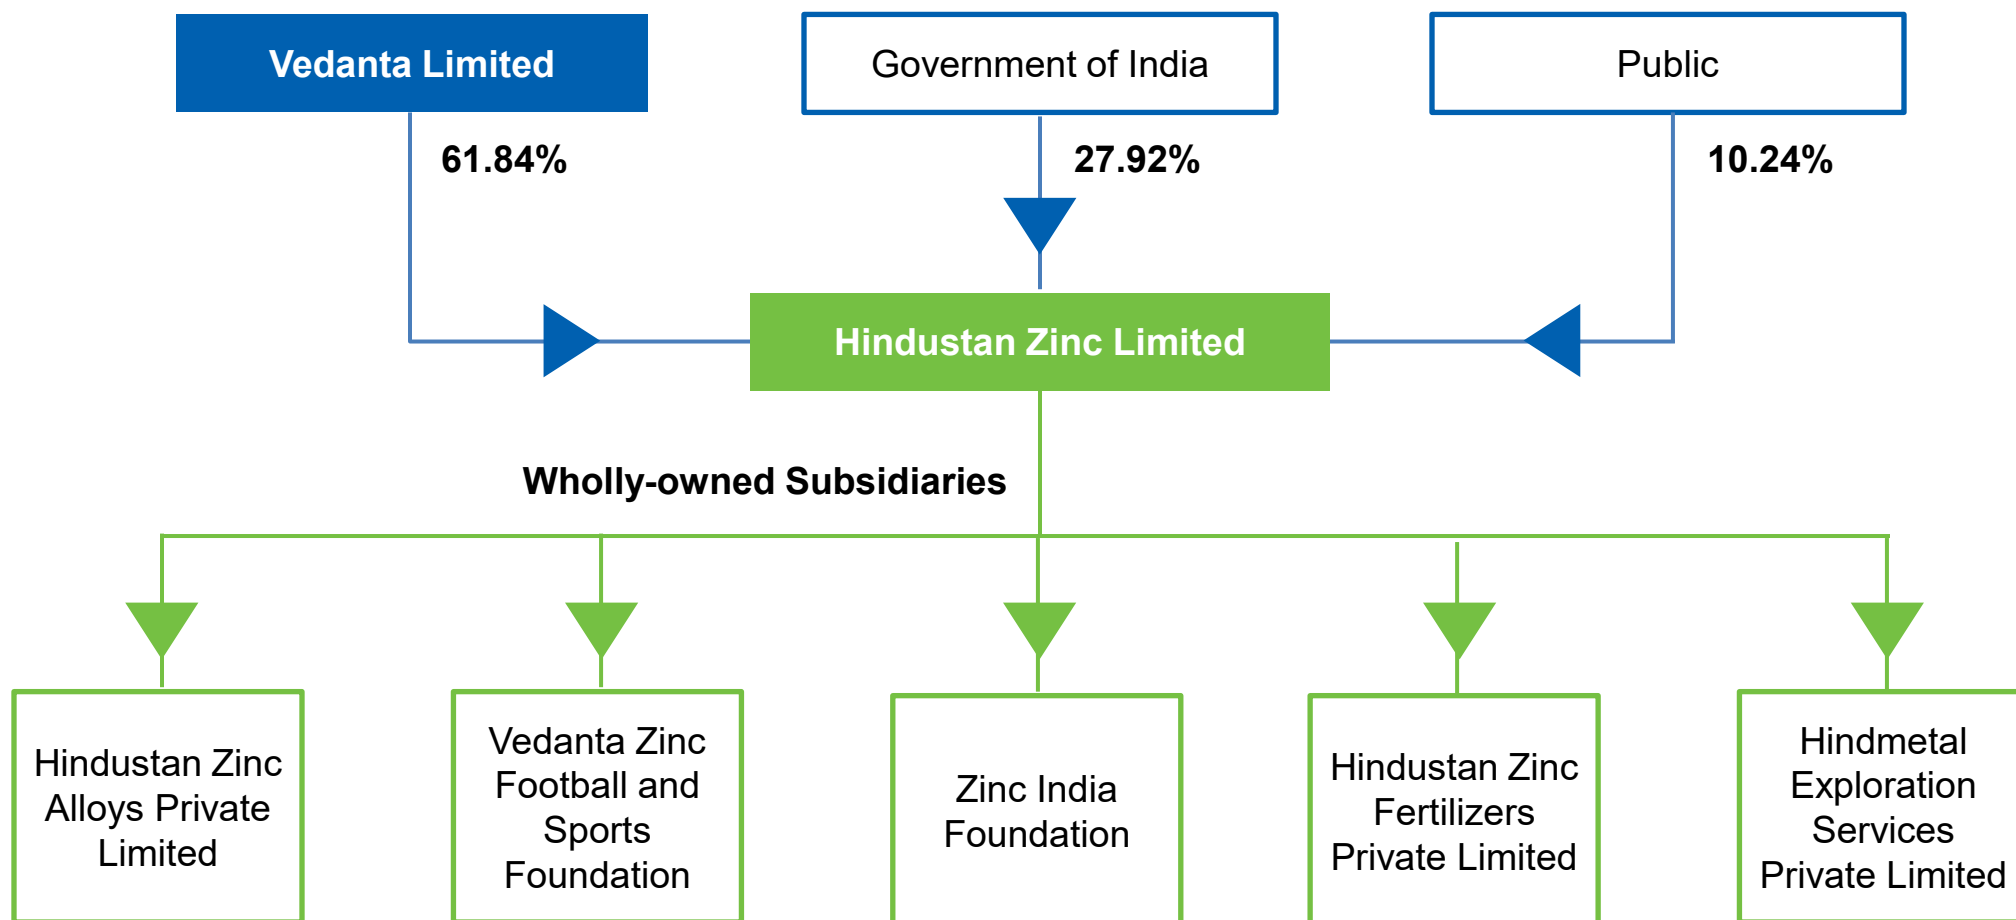 Vedanta Limited
Government of India
Public
61.84%
27.92%
10.24%
Hindustan Zinc Limited
Wholly-owned Subsidiaries
Hindustan Zinc
Alloys Private
Limited
Vedanta Zinc
Football and
Sports
Foundation
Zinc India
Foundation
Hindustan Zinc
Fertilizers
Private Limited
Hindmetal
Exploration
Services
Private Limited